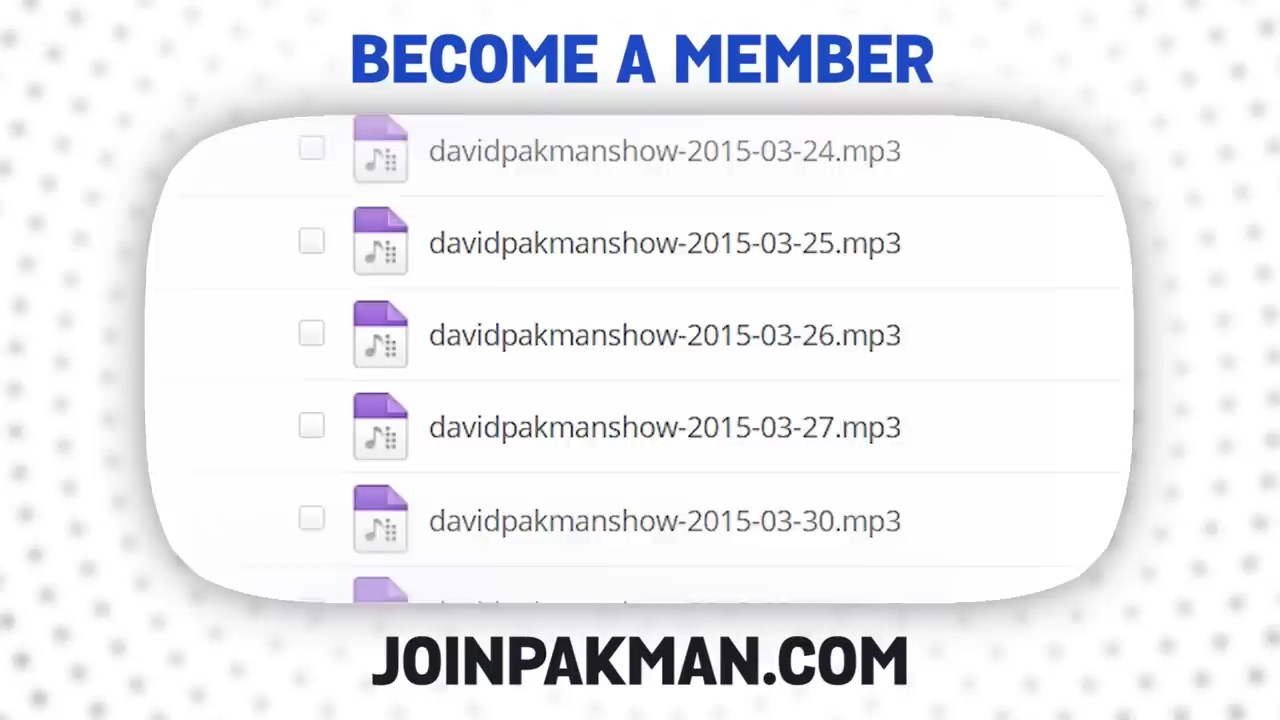 BECOME A MEMBER
davidpakmanshow-2015-03-24.mp3
davidpakmanshow-2015-03-25.mp3
davidpakmanshow-2015-03-26.mp3
davidpakmanshow-2015-03-27.mp3
davidpakmanshow-2015-03-30.mp3
JOINPAKMAN.COM